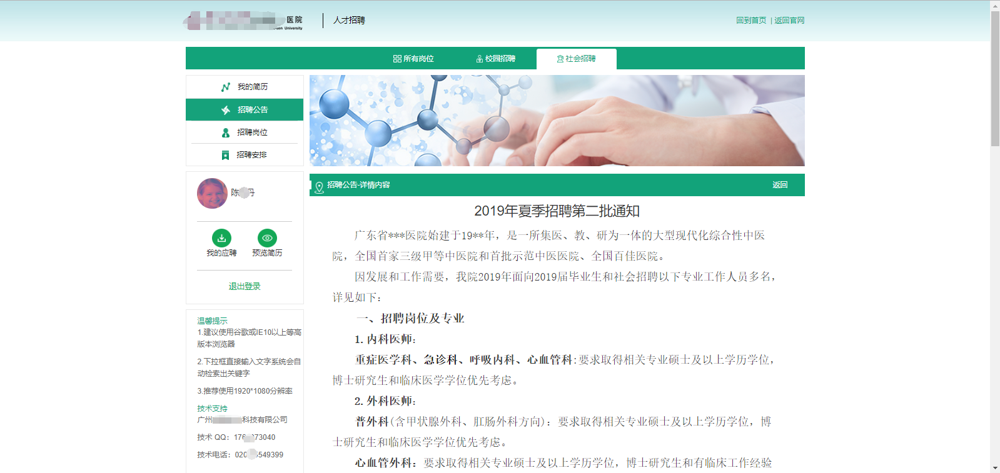 医院
University
人才招聘
回到首页 | 返回官网
所有岗位
校园招聘
社会招聘
我的简历
招聘公告
招聘岗位
招聘安排
陈 丹
我的应聘
预览简历
退出登录
温馨提示
1.建议使用谷歌或IE10以上等高
版本浏览器
2.下拉框直接输入文字系统会自
动检索出关键字
3.推荐使用1920*1080分辨率
技术支持
广州 科技有限公司
技术 QQ：176 73040
技术电话：020 549399
招聘公告-详情内容
返回
2019年夏季招聘第二批通知
广东省***医院始建于19**年，是一所集医、教、研为一体的大型现代化综合性中医
院，全国首家三级甲等中医院和首批示范中医医院、全国百佳医院。
因发展和工作需要，我院2019年面向2019届毕业生和社会招聘以下专业工作人员多名，
详见如下：
一、招聘岗位及专业
1.内科医师：
重症医学科、急诊科、呼吸内科、心血管科:要求取得相关专业硕士及以上学历学位，
博士研究生和临床医学学位优先考虑。
2.外科医师：
普外科(含甲状腺外科、肛肠外科方向)：要求取得相关专业硕士及以上学历学位，博
士研究生和临床医学学位优先考虑。
心血管外科：要求取得相关专业硕士及以上学历学位，博士研究生和有临床工作经验